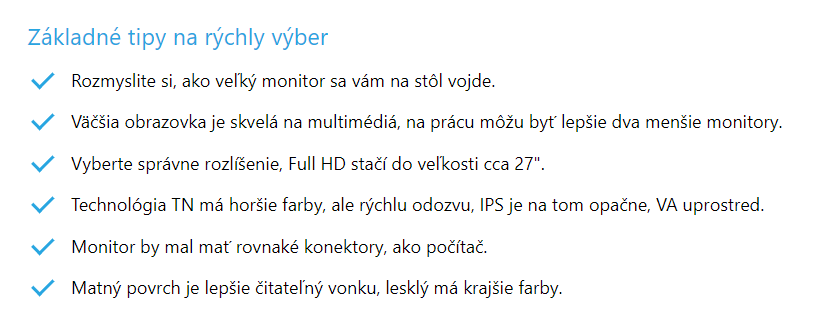 Základné tipy na rýchly výber
Rozmyslite si, ako veľký monitor sa vám na stôl vojde.
Väčšia obrazovka je skvelá na multimédiá, na prácu môžu byť lepšie dva menšie monitory.
Vyberte správne rozlíšenie, Full HD stačí do veľkosti cca 27".
Technológia TN má horšie farby, ale rýchlu odozvu, IPS je na tom opačne, VA uprostred.
Monitor by mal mať rovnaké konektory, ako počítač.
Matný povrch je lepšie čitateľný vonku, lesklý má krajšie farby.